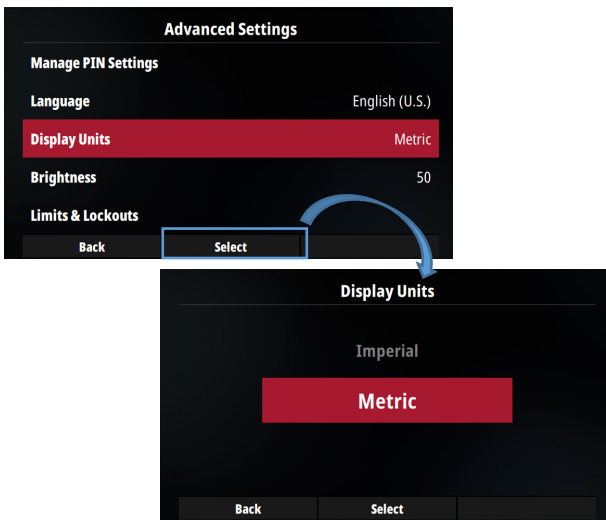 Advanced Settings
Manage PIN Settings
Language English (U.S.)
Display Units Metric
Brightness 50
Limits & Lockouts
Back Select
Display Units
Imperial
Metric
Back Select